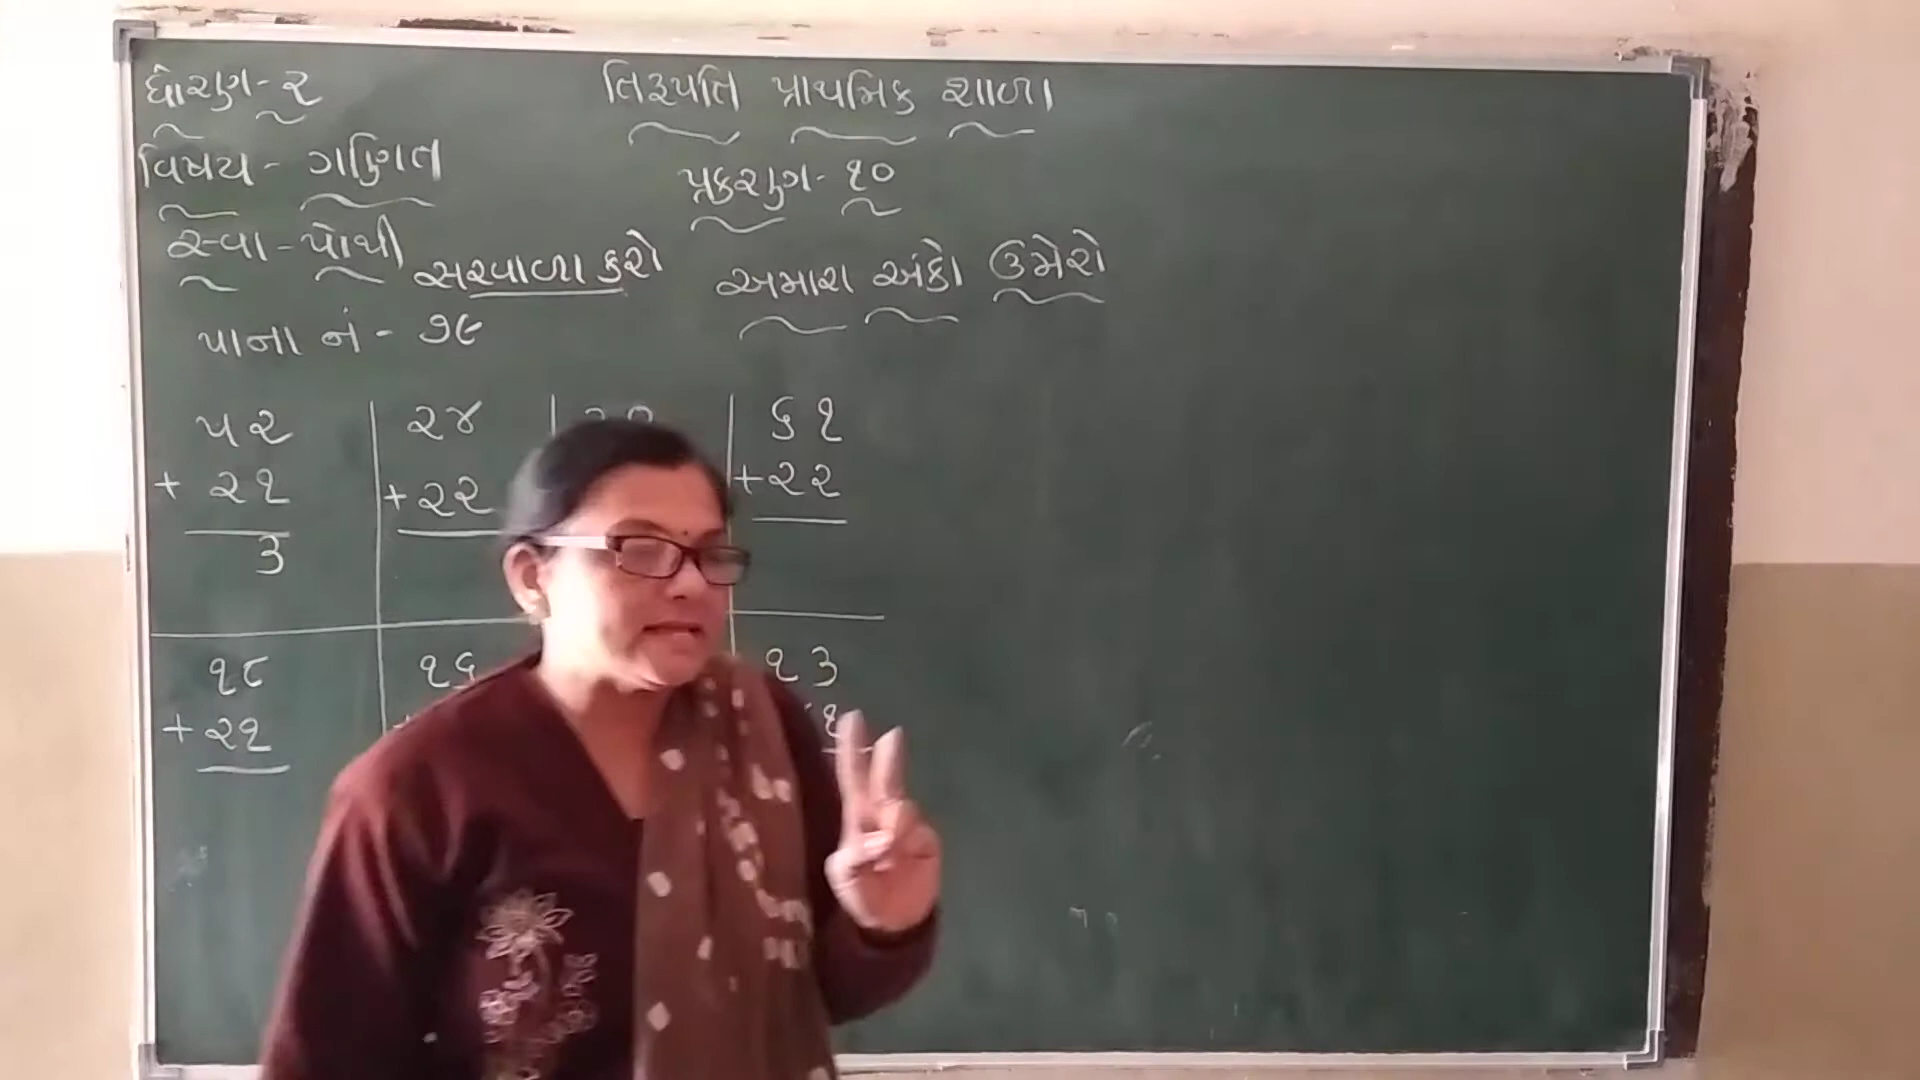 ધોરણ-૨
તિરૂપતિ પ્રાથમિક શાળા
વિષય - ગણિત
પ્રકરણ - ૧૦
સ્વા - પોથી
સરવાળા કરો
અમારા અંકો ઉમેરો
પાના નં - ૭૯
૫૨
+ ૨૧
૩
૨૪
+ ૨૨
૬૧
+ ૨૨
૧૮
+ ૨૧
૧૬
૧૩